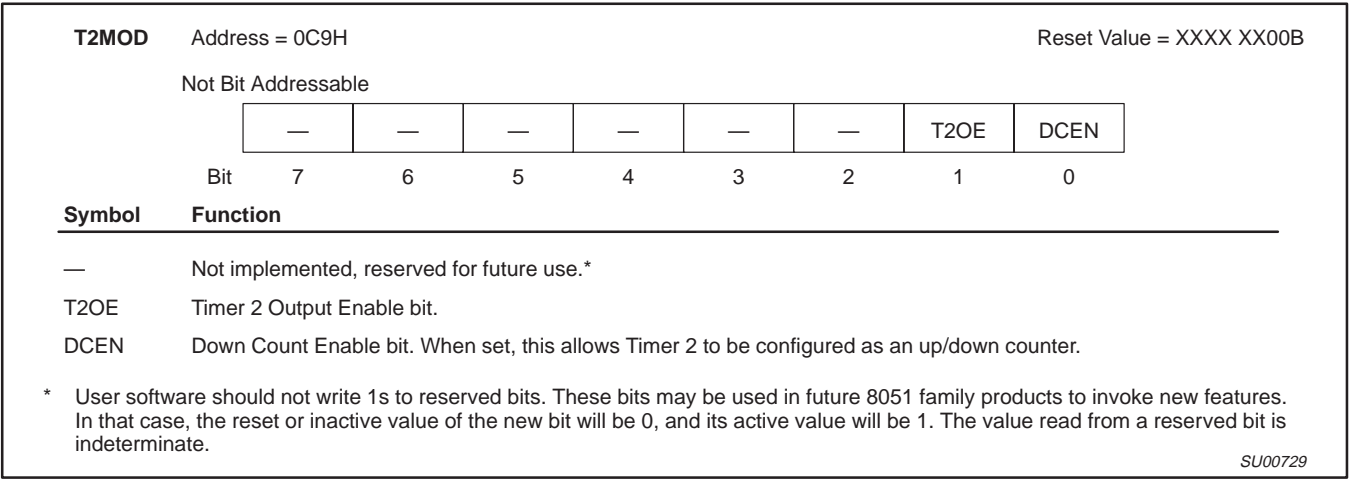 T2MOD Address = 0C9H Reset Value = XXXX XX00B
Not Bit Addressable
— — — — — — T2OE DCEN
Bit 7 6 5 4 3 2 1 0
Symbol Function
— Not implemented, reserved for future use.*
T2OE Timer 2 Output Enable bit.
DCEN Down Count Enable bit. When set, this allows Timer 2 to be configured as an up/down counter.
* User software should not write 1s to reserved bits. These bits may be used in future 8051 family products to invoke new features.
In that case, the reset or inactive value of the new bit will be 0, and its active value will be 1. The value read from a reserved bit is
indeterminate.
SU00729